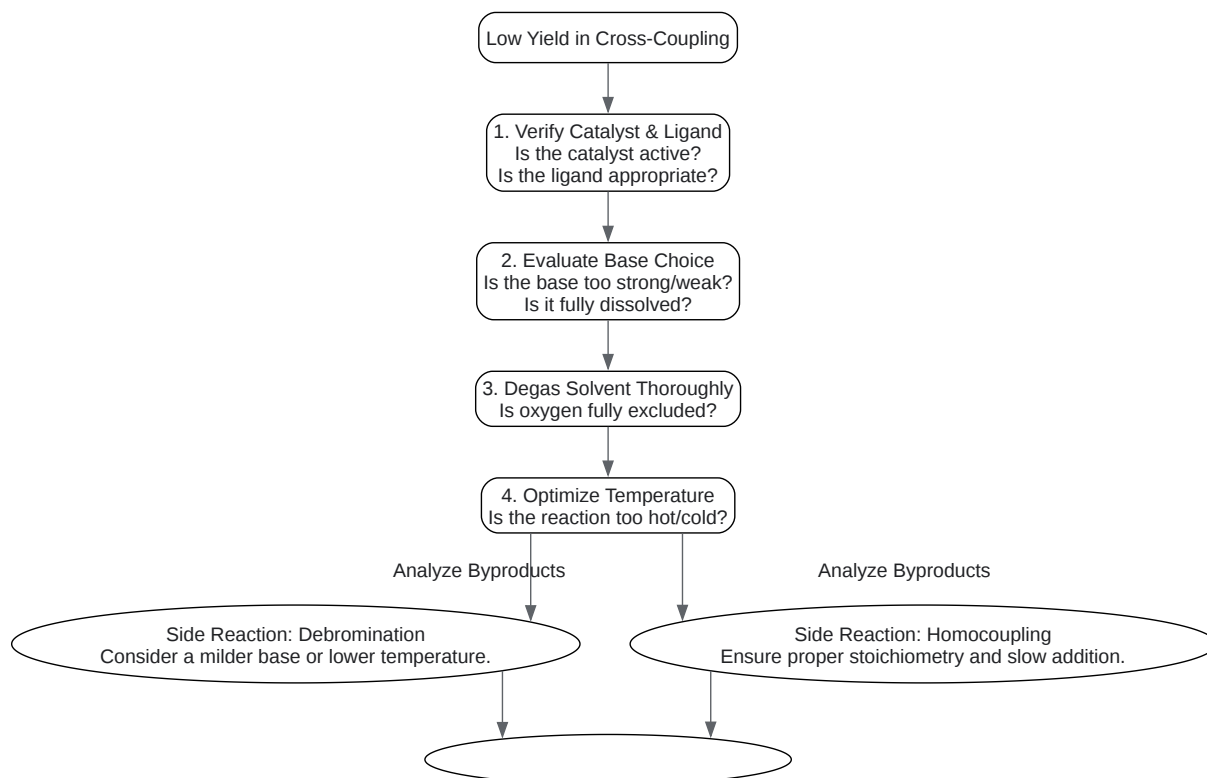 Low Yield in Cross-Coupling
1. Verify Catalyst & Ligand
Is the catalyst active?
Is the ligand appropriate?
2. Evaluate Base Choice
Is the base too strong/weak?
Is it fully dissolved?
3. Degas Solvent Thoroughly
Is oxygen fully excluded?
4. Optimize Temperature
Is the reaction too hot/cold?
Analyze Byproducts
Analyze Byproducts
Side Reaction: Debromination
Consider a milder base or lower temperature.
Side Reaction: Homocoupling
Ensure proper stoichiometry and slow addition.